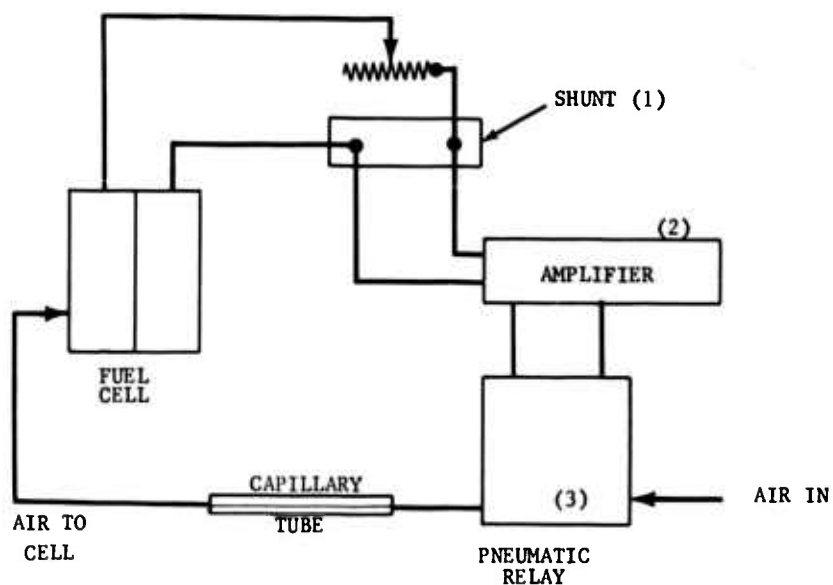 SHUNT (1)
(2)
AMPLIFIER
FUEL
CELL
CAPILLARY
TUBE
(3)
AIR IN
AIR TO
CELL
PNEUMATIC
RELAY